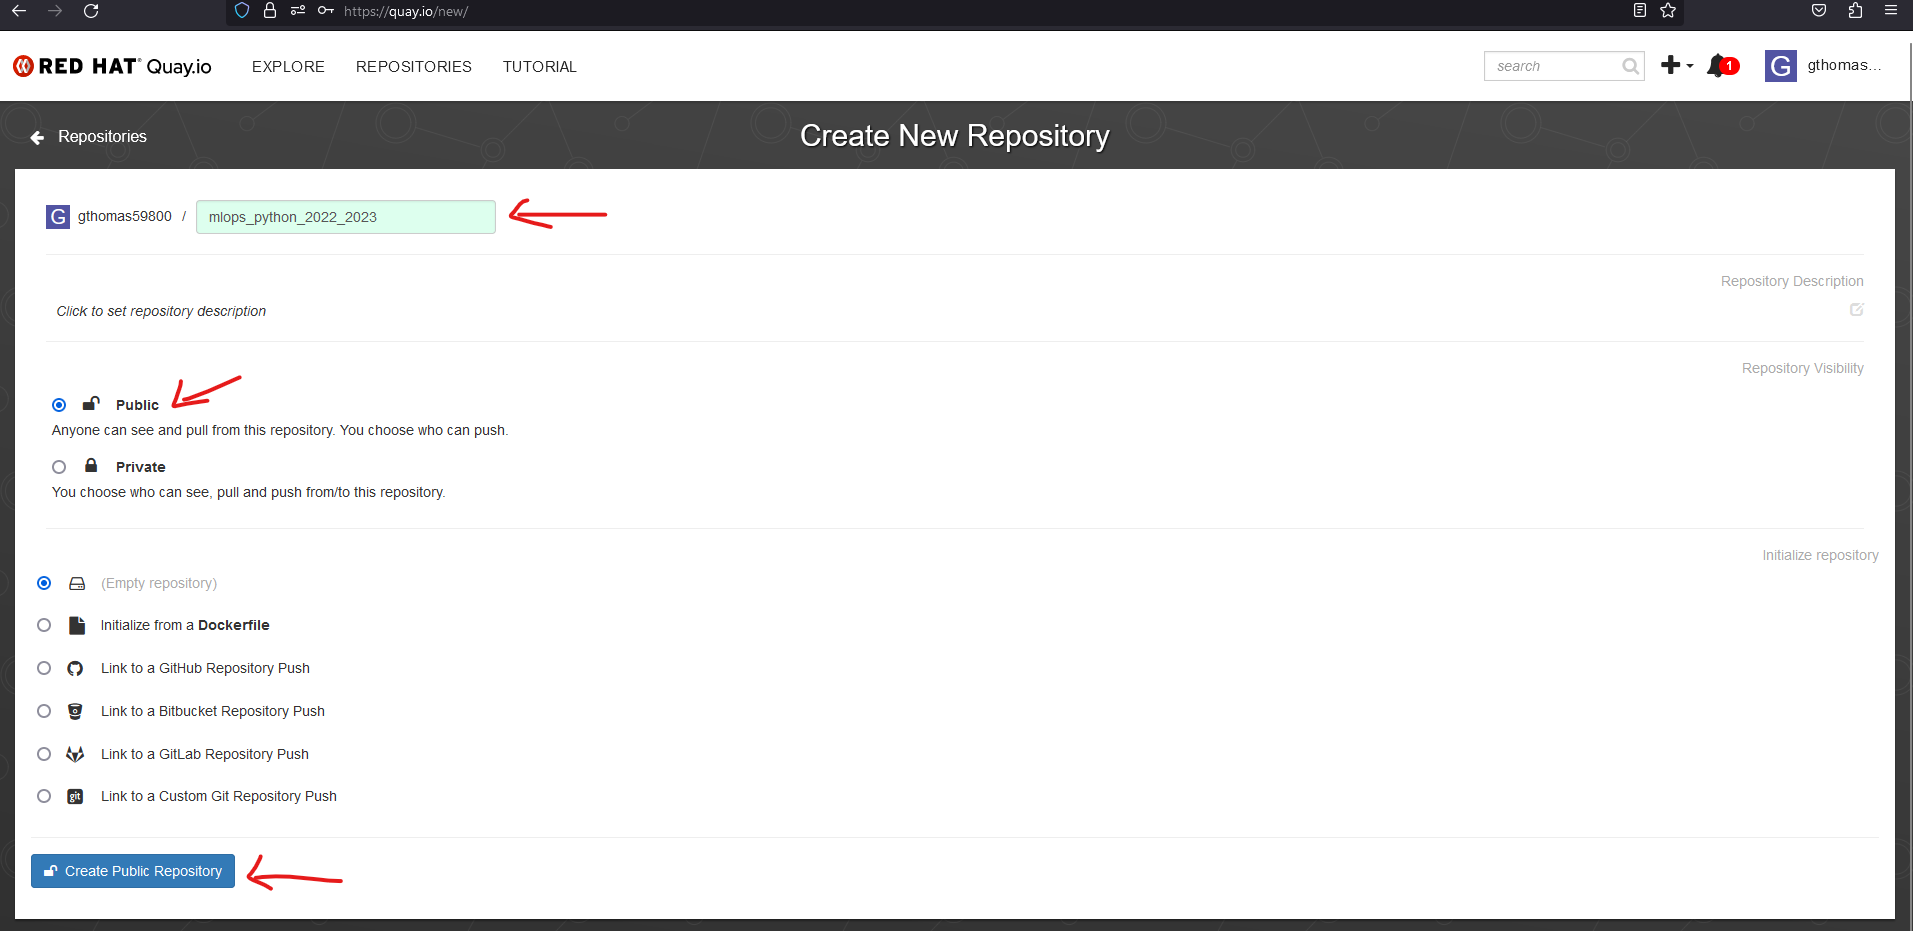 https://quay.io/new/
RED HAT Quay.io EXPLORE REPOSITORIES TUTORIAL search 1 G gthomas...
Repositories
Create New Repository
G gthomas59800 / mlops_python_2022_2023
Repository Description
Click to set repository description
Repository Visibility
Public
Anyone can see and pull from this repository. You choose who can push.
Private
You choose who can see, pull and push from/to this repository.
Initialize repository
(Empty repository)
Initialize from a Dockerfile
Link to a GitHub Repository Push
Link to a Bitbucket Repository Push
Link to a GitLab Repository Push
git Link to a Custom Git Repository Push
Create Public Repository